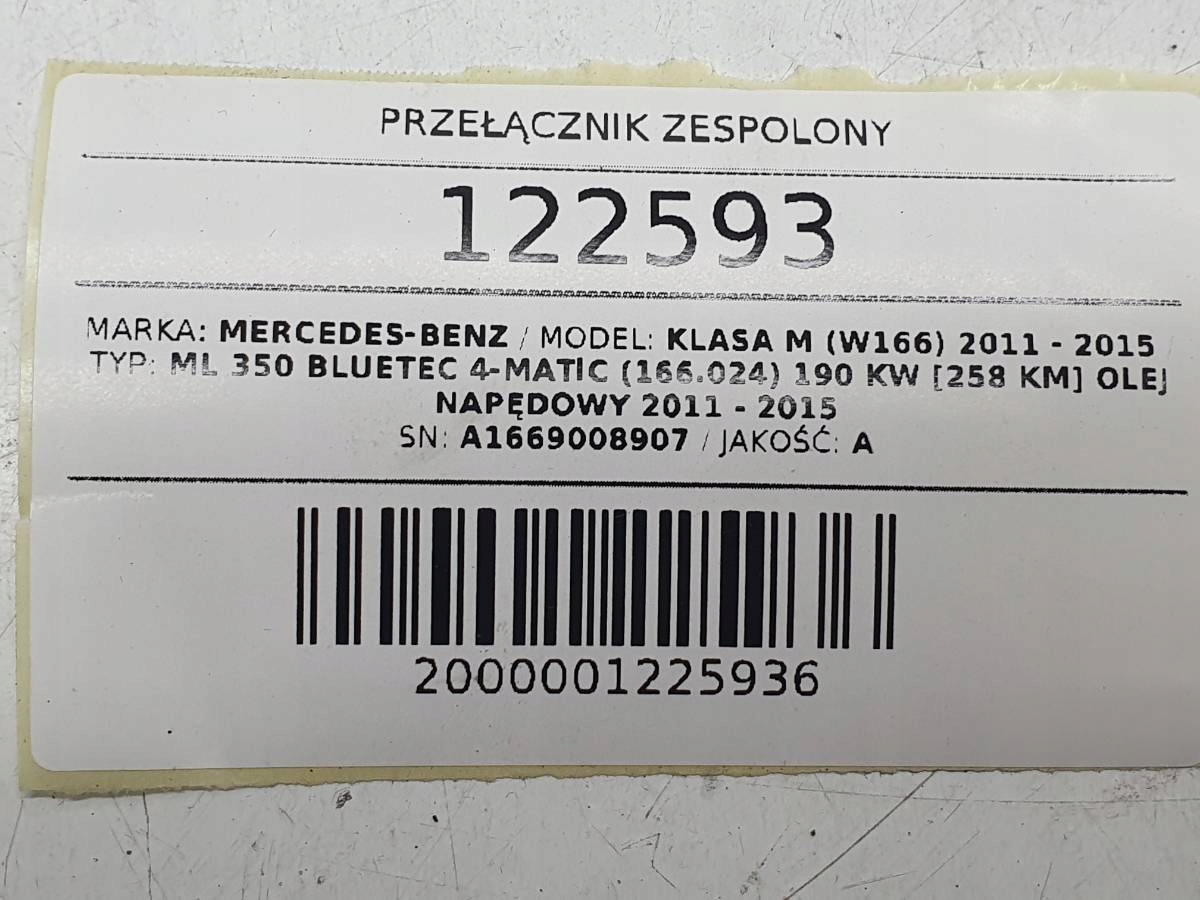 PRZEŁĄCZNIK ZESPOLONY
122593
MARKA: MERCEDES-BENZ / MODEL: KLASA M (W166) 2011 - 2015 /
TYP: ML 350 BLUETEC 4-MATIC (166.024) 190 KW [258 KM] OLEJ
NAPĘDOWY 2011 - 2015
SN: A1669008907 / JAKOŚĆ: A
2000001225936